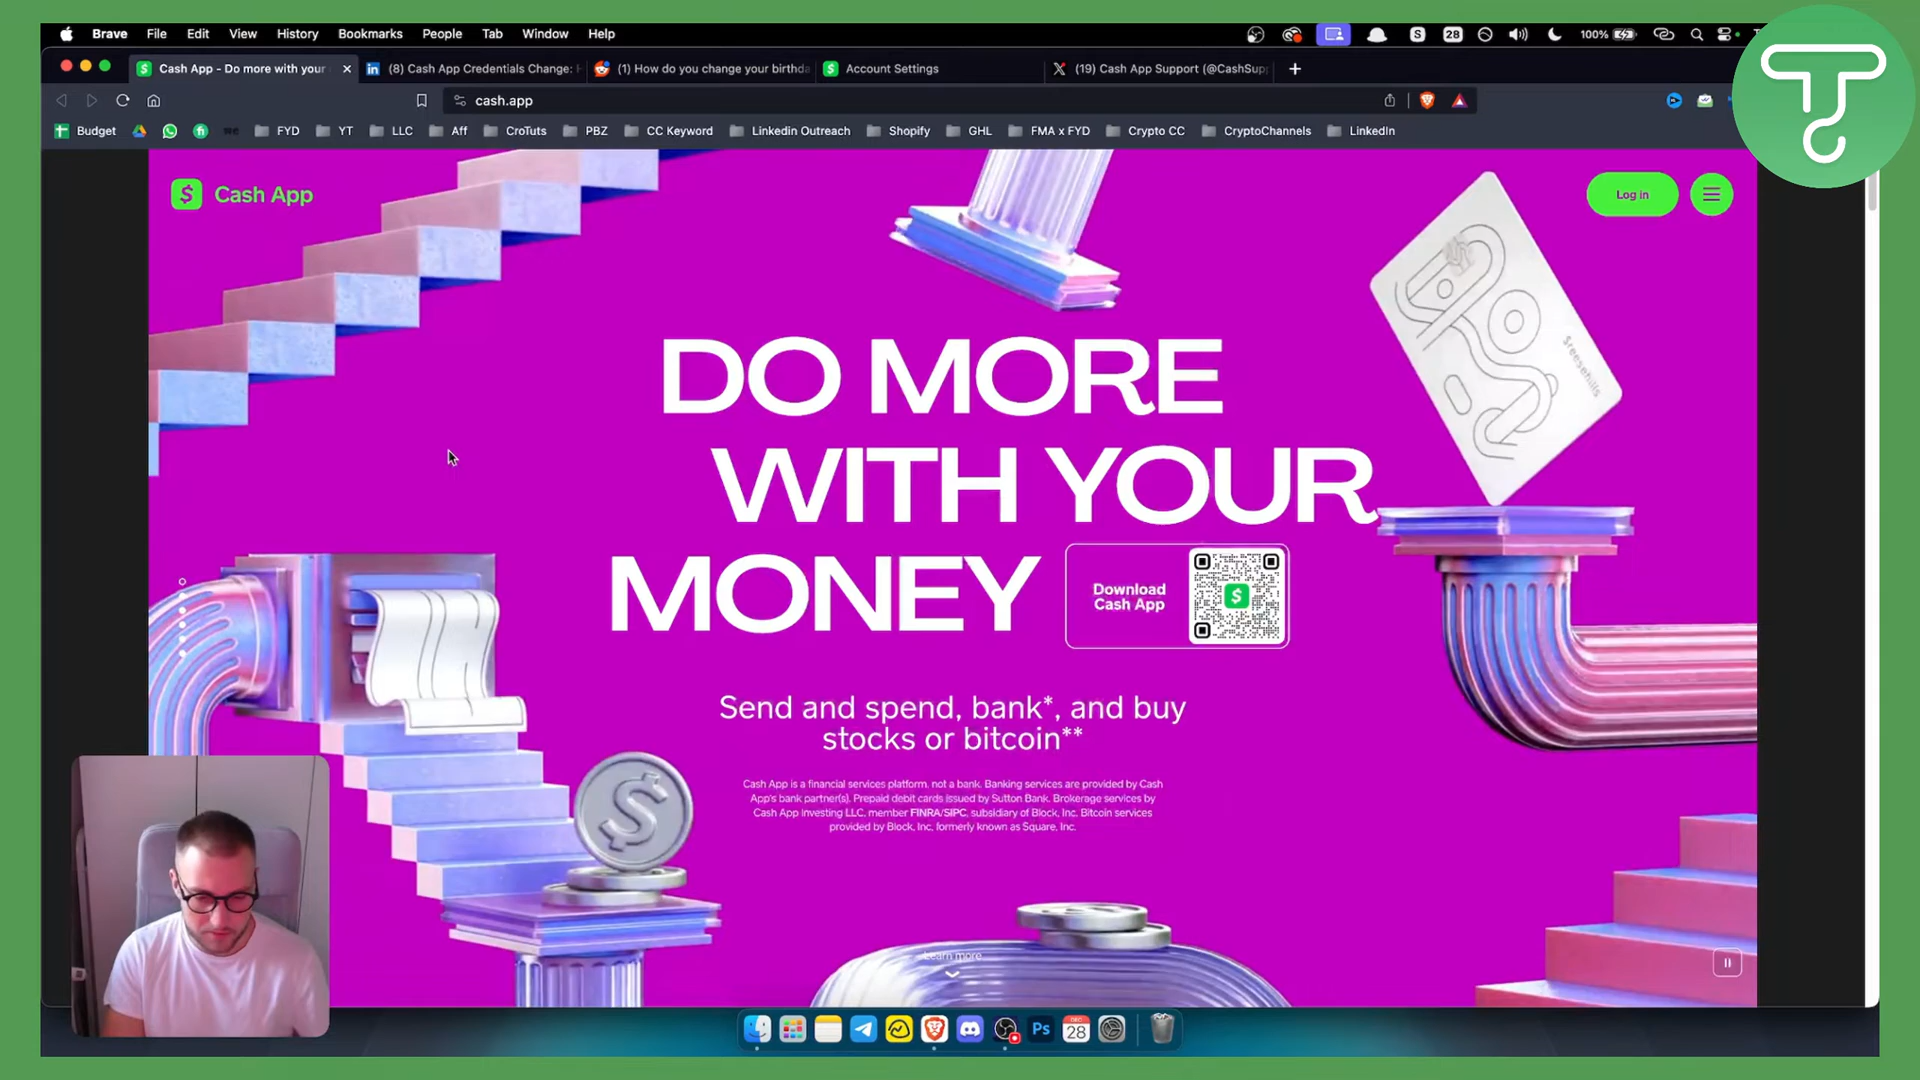 Brave File Edit View History Bookmarks People Tab Window Help
S 28 100%
Cash App - Do more with your
in (8) Cash App Credentials Change: H
(1) How do you change your birthda
Account Settings
X (19) Cash App Support (@CashSup
cash.app
Budget FYD YT LLC Aff CroTuts PBZ CC Keyword Linkedin Outreach Shopify GHL FMA x FYD Crypto CC CryptoChannels LinkedIn
$ Cash App
Log in
$reesehills
DO MORE
WITH YOUR
MONEY
Download
Cash App
$
Send and spend, bank*, and buy
stocks or bitcoin**
Cash App is a financial services platform, not a bank. Banking services are provided by Cash
App's bank partner(s). Prepaid debit cards issued by Sutton Bank. Brokerage services by
Cash App Investing LLC, member FINRA/SIPC, subsidiary of Block, Inc. Bitcoin services
provided by Block, Inc, formerly known as Square, Inc.
$
Learn more
Ps
DEC
28